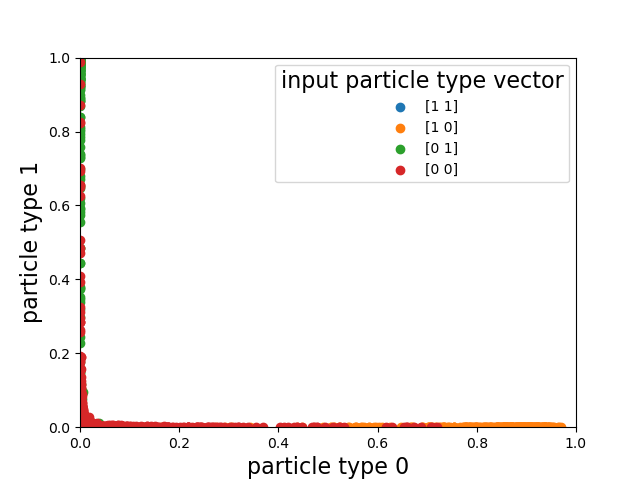 input particle type vector
[1 1]
[1 0]
[0 1]
[0 0]
particle type 1
1.0
0.8
0.6
0.4
0.2
0.0
0.0 0.2 0.4 0.6 0.8 1.0
particle type 0